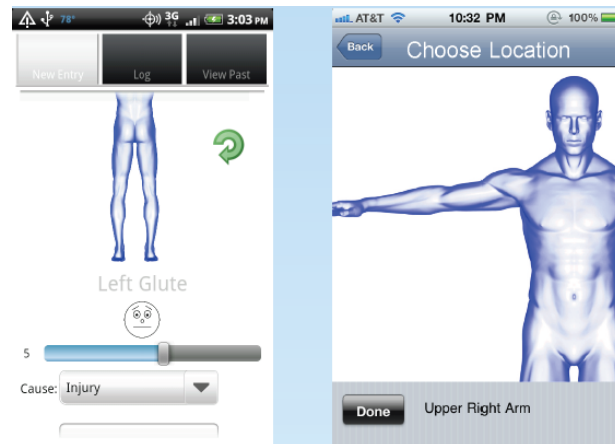 78° 3G 3:03 PM
New Entry Log View Past
Left Glute
5
Cause: Injury
AT&T 10:32 PM 100%
Back Choose Location
Done Upper Right Arm